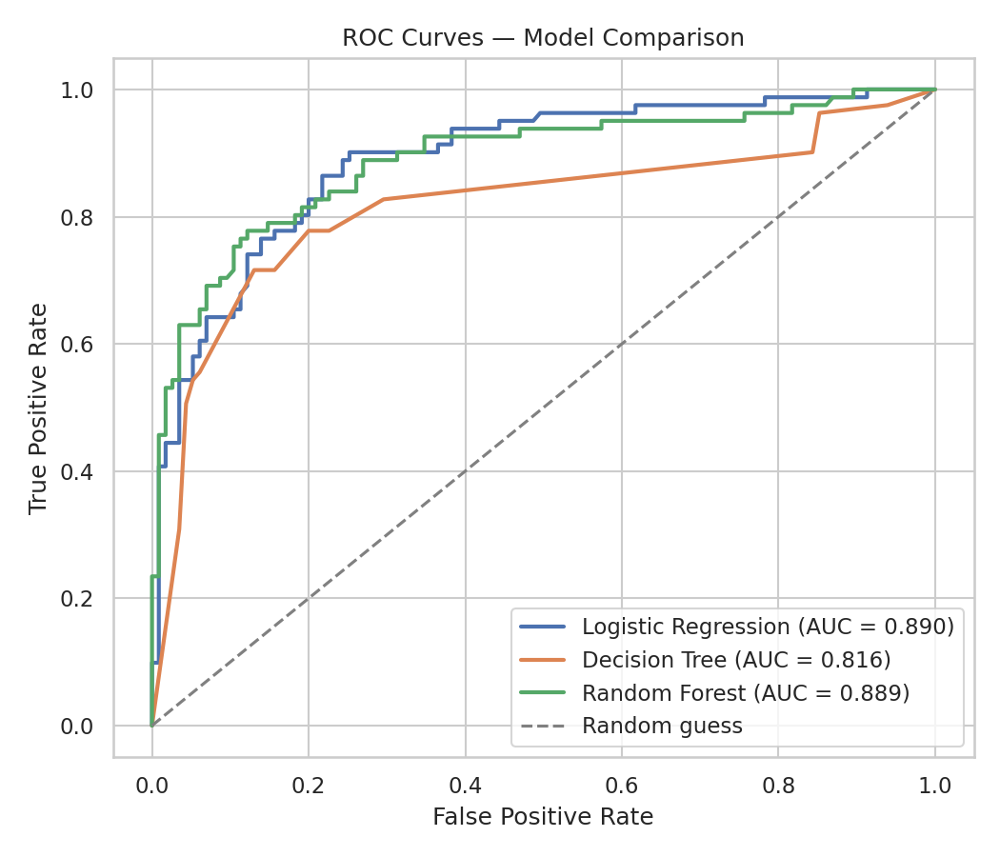 ROC Curves — Model Comparison
True Positive Rate
1.0
0.8
0.6
0.4
0.2
0.0
Logistic Regression (AUC = 0.890)
Decision Tree (AUC = 0.816)
Random Forest (AUC = 0.889)
Random guess
0.0 0.2 0.4 0.6 0.8 1.0
False Positive Rate